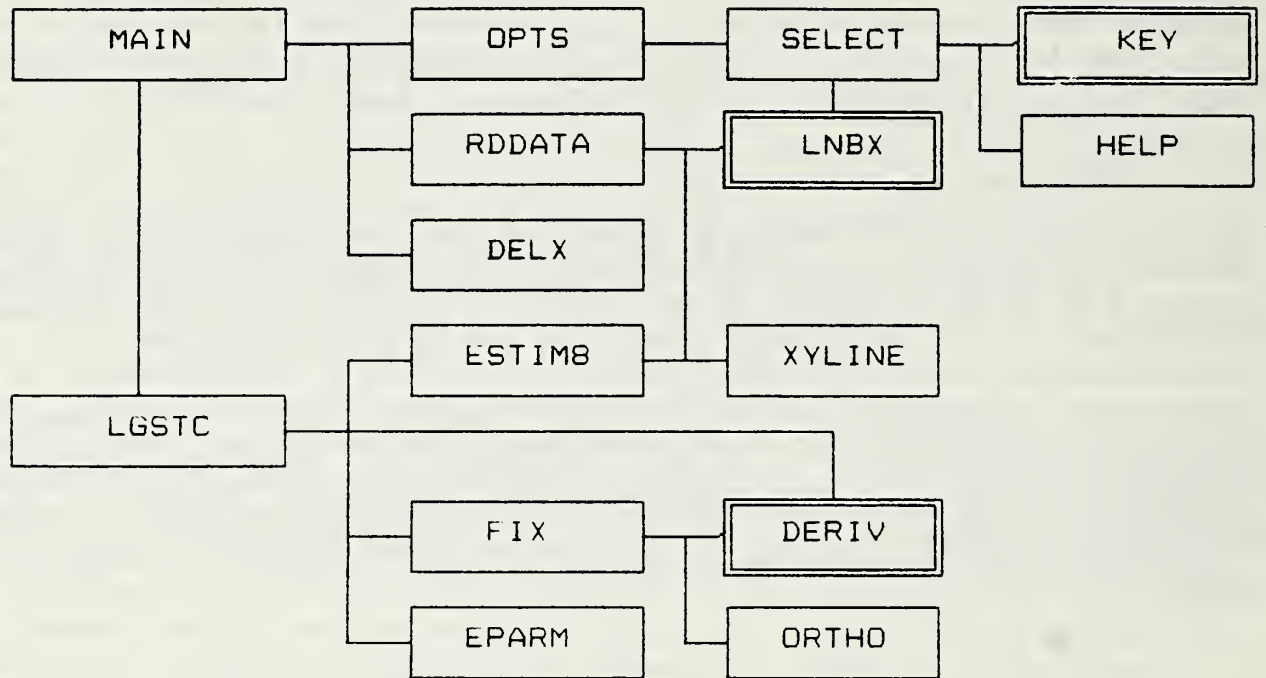 MAIN OPTS SELECT KEY
RDDATA LNBX HELP
DELX
ESTIM8 XYLINE
LGSTC
FIX DERIV
EPARM ORTHO